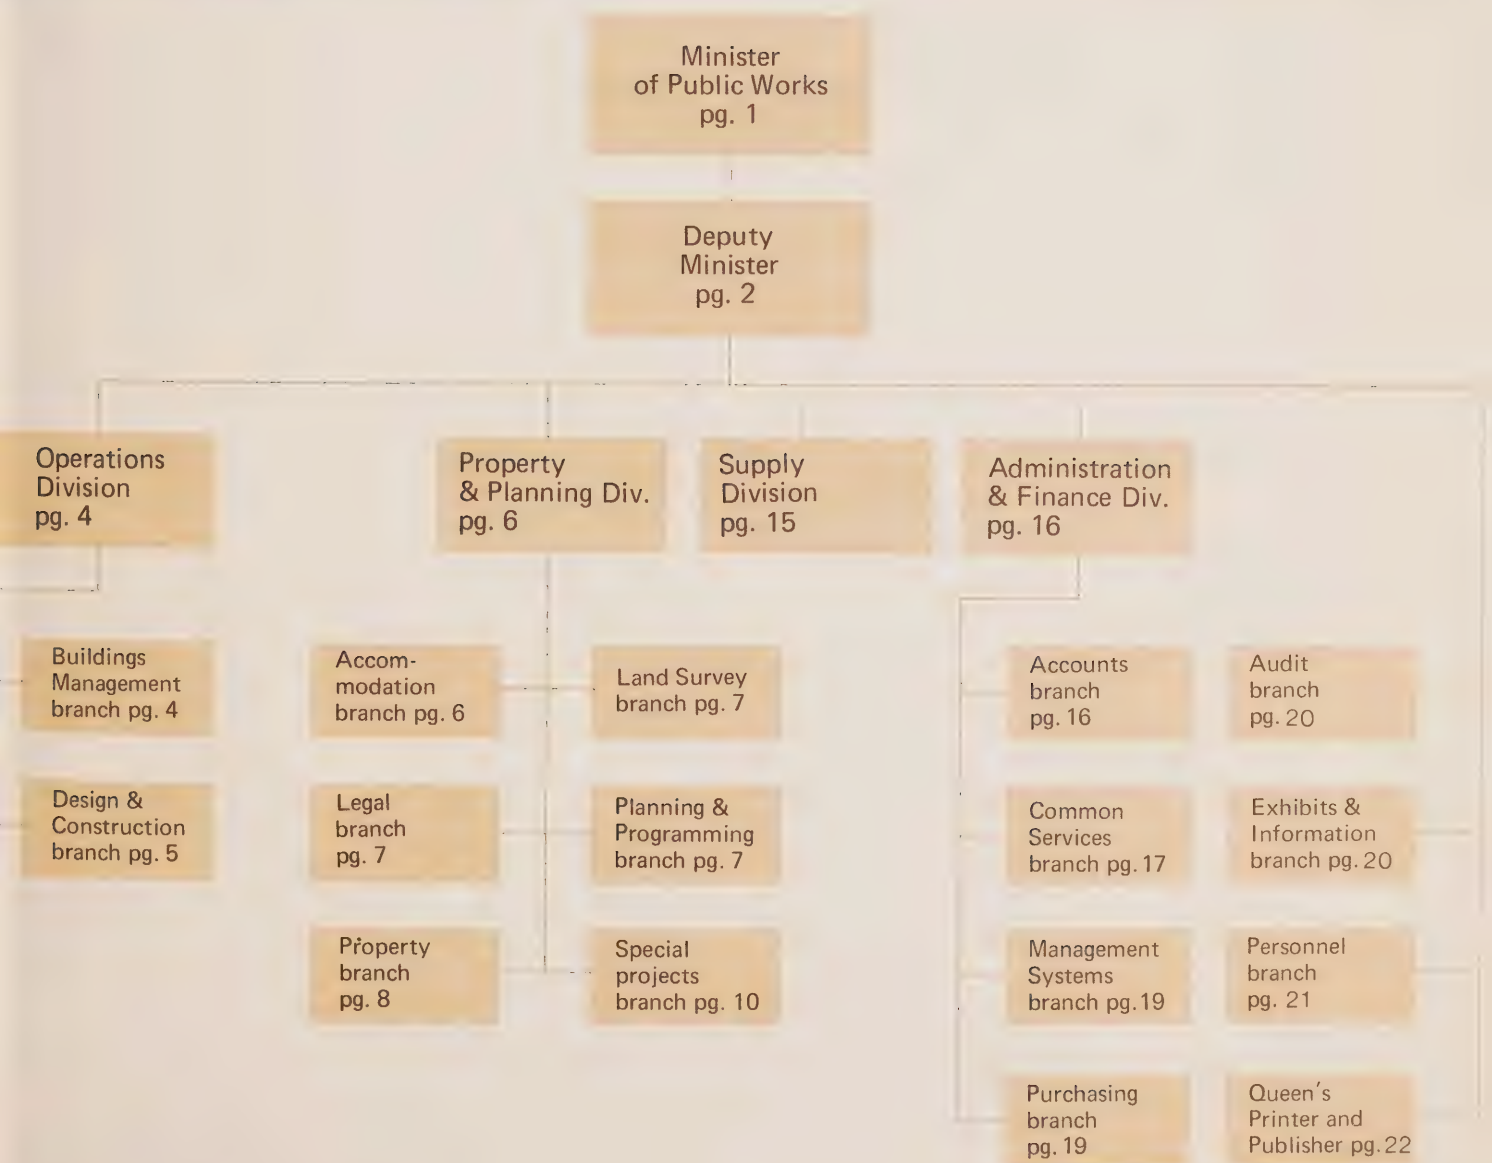 Minister
of Public Works
pg. 1
Deputy
Minister
pg. 2
Operations
Division
pg. 4
Property
& Planning Div.
pg. 6
Supply
Division
pg. 15
Administration
& Finance Div.
pg. 16
Buildings
Management
branch pg. 4
Accom-
modation
branch pg. 6
Land Survey
branch pg. 7
Accounts
branch
pg. 16
Audit
branch
pg. 20
Design &
Construction
branch pg. 5
Legal
branch
pg. 7
Planning &
Programming
branch pg. 7
Common
Services
branch pg. 17
Exhibits &
Information
branch pg. 20
Property
branch
pg. 8
Special
projects
branch pg. 10
Management
Systems
branch pg. 19
Personnel
branch
pg. 21
Purchasing
branch
pg. 19
Queen's
Printer and
Publisher pg. 22